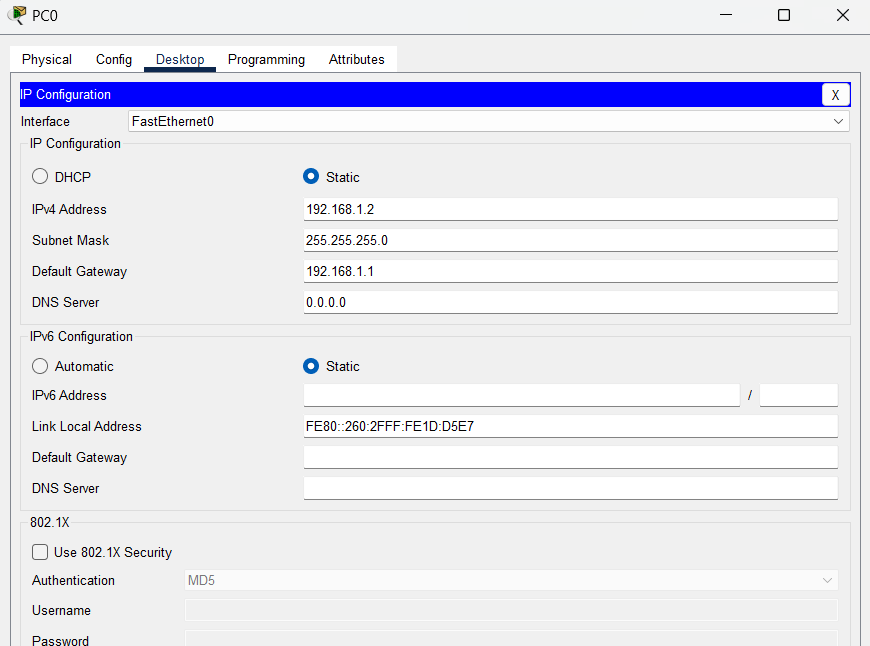 PC0
Physical Config Desktop Programming Attributes
IP Configuration X
Interface FastEthernet0
IP Configuration
DHCP Static
IPv4 Address 192.168.1.2
Subnet Mask 255.255.255.0
Default Gateway 192.168.1.1
DNS Server 0.0.0.0
IPv6 Configuration
Automatic Static
IPv6 Address /
Link Local Address FE80::260:2FFF:FE1D:D5E7
Default Gateway
DNS Server
802.1X
Use 802.1X Security
Authentication MD5
Username
Password